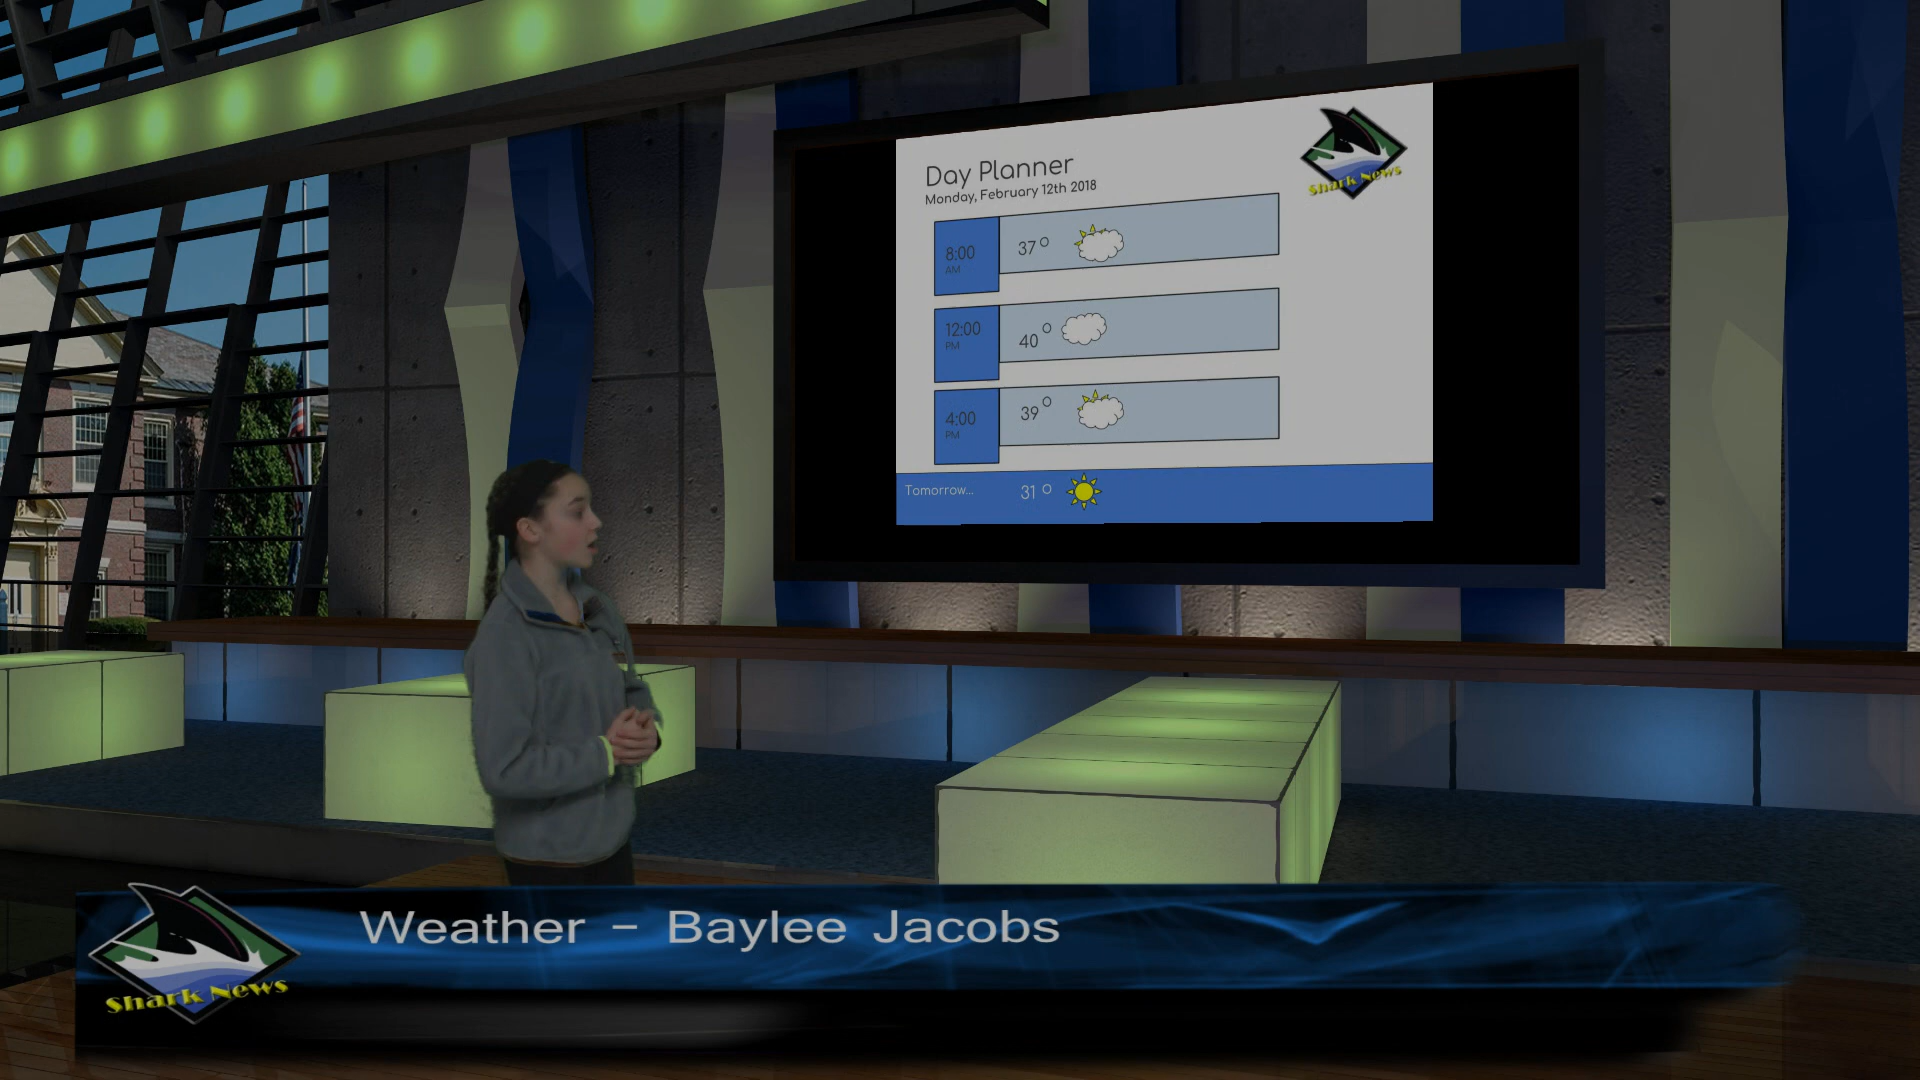 Day Planner
Monday, February 12th 2018
Shark News
8:00
AM
37°
12:00
PM
40°
4:00
PM
39°
Tomorrow...
31°
Weather - Baylee Jacobs
Shark News